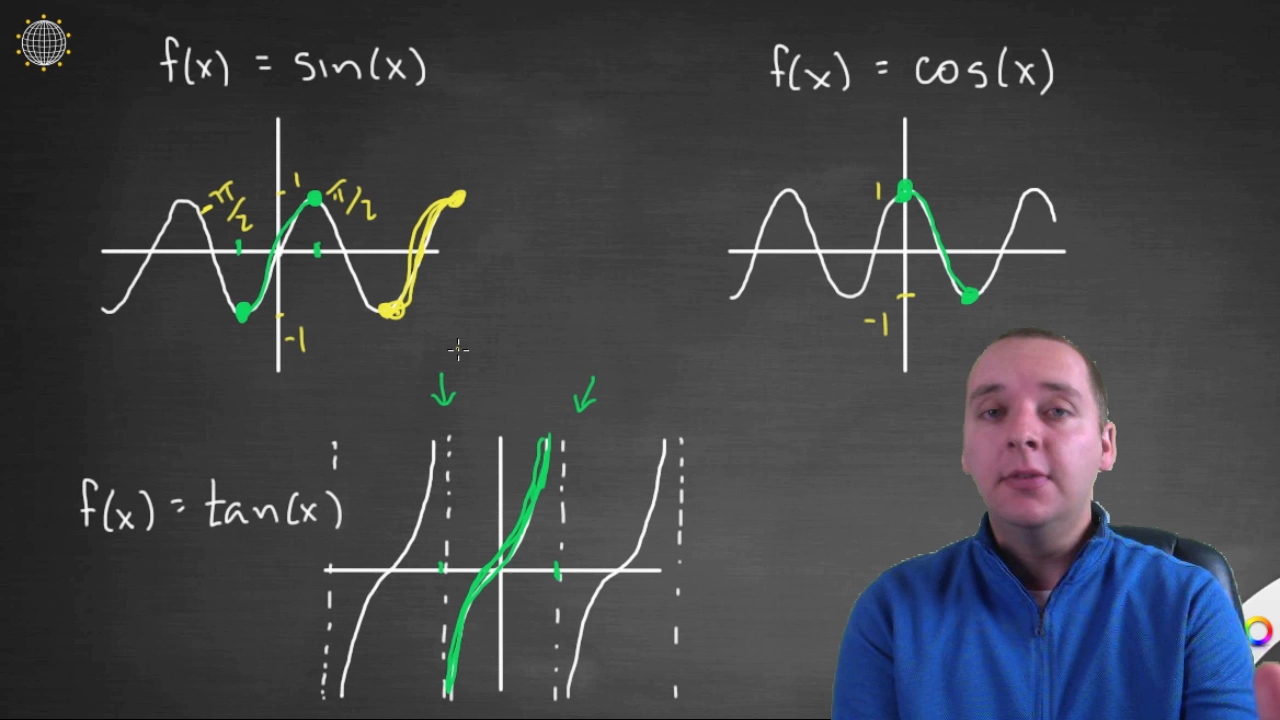 f(x) = sin(x)
f(x) = cos(x)
1
-π/2
π/2
-1
1
-1
f(x) = tan(x)